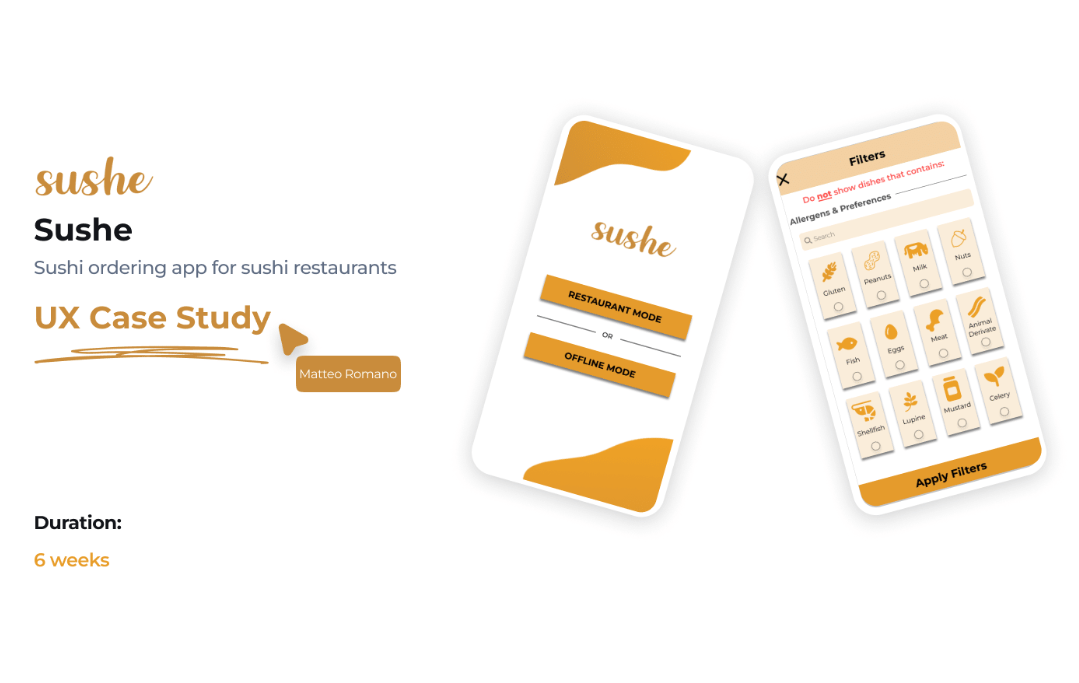 sushe
Sushe
Sushi ordering app for sushi restaurants
UX Case Study
Matteo Romano
Duration:
6 weeks
sushe
RESTAURANT MODE
OR
OFFLINE MODE
Filters
Do not show dishes that contains:
Allergens & Preferences
Search
Gluten
Peanuts
Milk
Nuts
Fish
Eggs
Meat
Animal
Derivate
Shellfish
Lupine
Mustard
Celery
Apply Filters